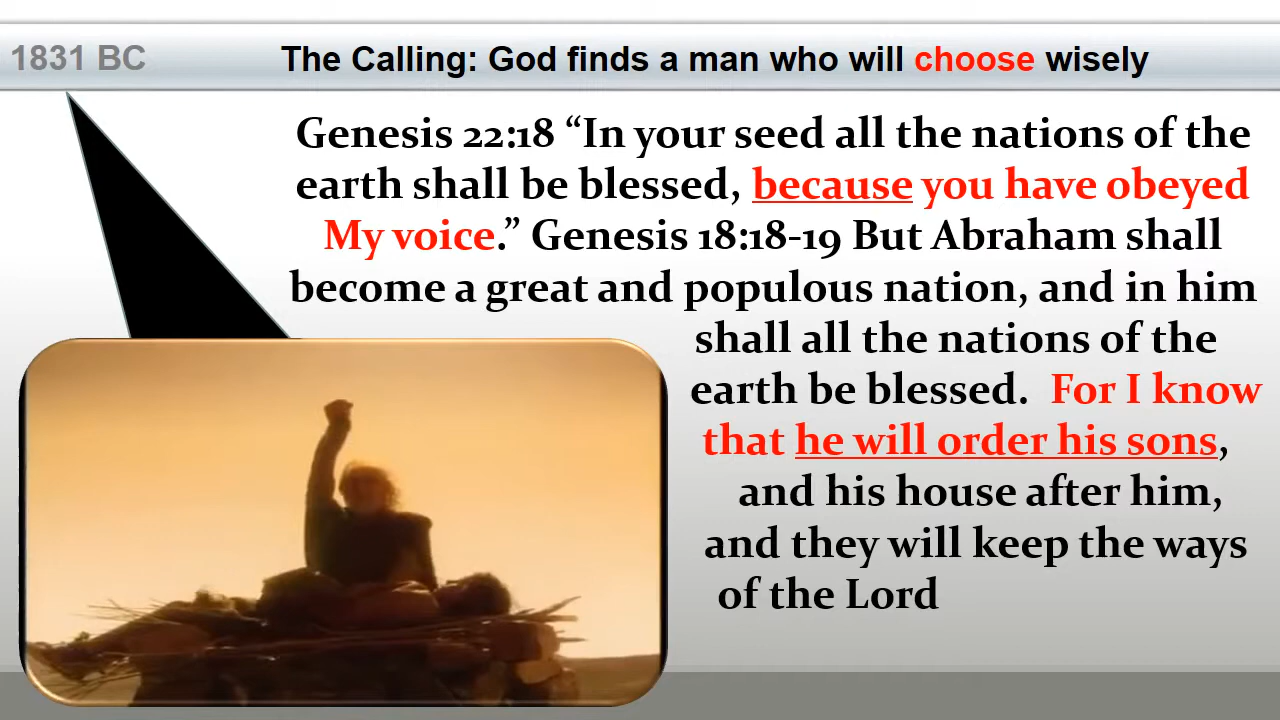 1831 BC
The Calling: God finds a man who will choose wisely
Genesis 22:18 “In your seed all the nations of the
earth shall be blessed, because you have obeyed
My voice.” Genesis 18:18-19 But Abraham shall
become a great and populous nation, and in him
shall all the nations of the
earth be blessed. For I know
that he will order his sons,
and his house after him,
and they will keep the ways
of the Lord